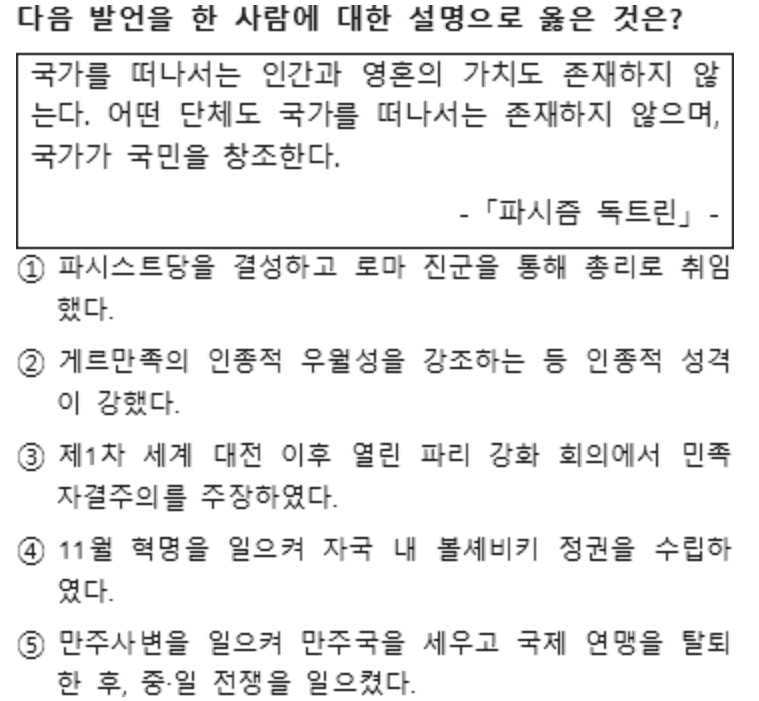 다음 발언을 한 사람에 대한 설명으로 옳은 것은?
국가를 떠나서는 인간과 영혼의 가치도 존재하지 않
는다. 어떤 단체도 국가를 떠나서는 존재하지 않으며,
국가가 국민을 창조한다.
-「파시즘 독트린」-
① 파시스트당을 결성하고 로마 진군을 통해 총리로 취임
했다.
② 게르만족의 인종적 우월성을 강조하는 등 인종적 성격
이 강했다.
③ 제1차 세계 대전 이후 열린 파리 강화 회의에서 민족
자결주의를 주장하였다.
④ 11월 혁명을 일으켜 자국 내 볼셰비키 정권을 수립하
였다.
⑤ 만주사변을 일으켜 만주국을 세우고 국제 연맹을 탈퇴
한 후, 중·일 전쟁을 일으켰다.